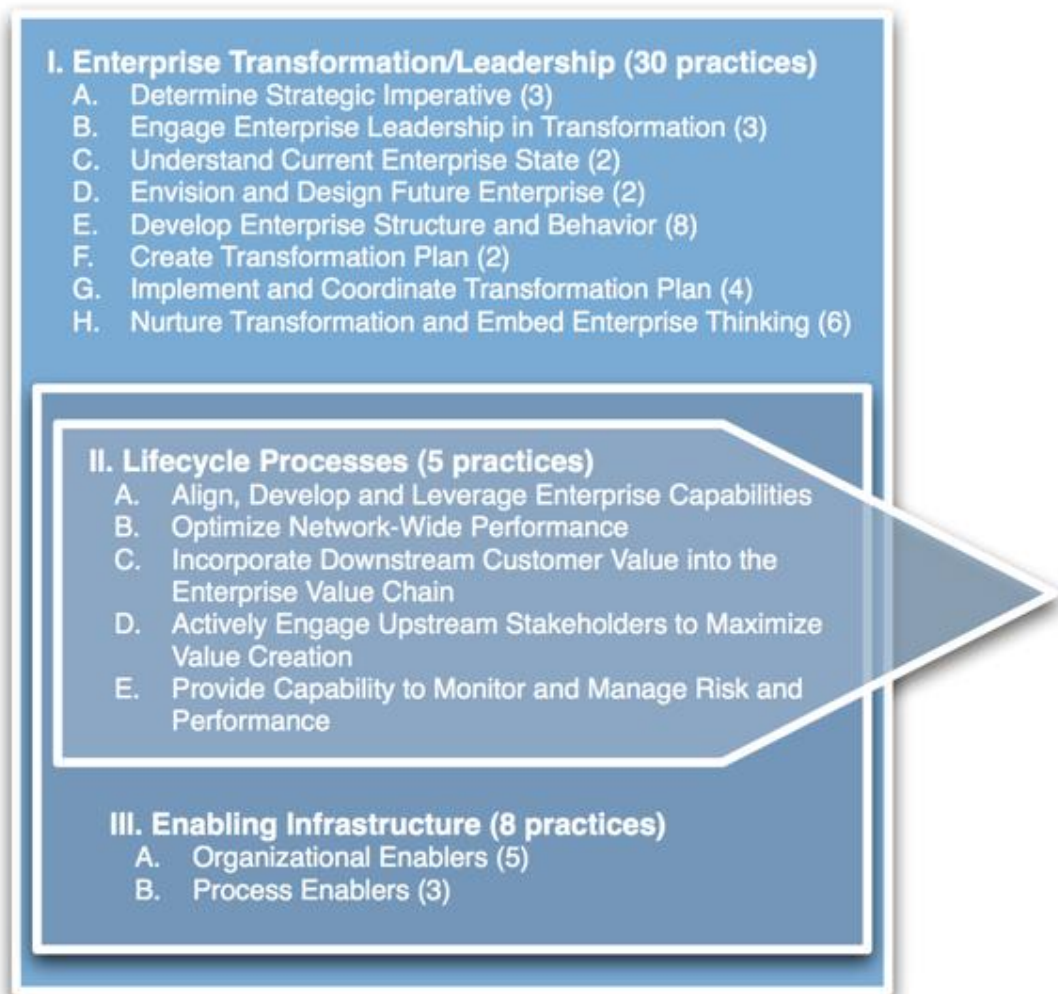 I. Enterprise Transformation/Leadership (30 practices)
A. Determine Strategic Imperative (3)
B. Engage Enterprise Leadership in Transformation (3)
C. Understand Current Enterprise State (2)
D. Envision and Design Future Enterprise (2)
E. Develop Enterprise Structure and Behavior (8)
F. Create Transformation Plan (2)
G. Implement and Coordinate Transformation Plan (4)
H. Nurture Transformation and Embed Enterprise Thinking (6)
II. Lifecycle Processes (5 practices)
A. Align, Develop and Leverage Enterprise Capabilities
B. Optimize Network-Wide Performance
C. Incorporate Downstream Customer Value into the
Enterprise Value Chain
D. Actively Engage Upstream Stakeholders to Maximize
Value Creation
E. Provide Capability to Monitor and Manage Risk and
Performance
III. Enabling Infrastructure (8 practices)
A. Organizational Enablers (5)
B. Process Enablers (3)